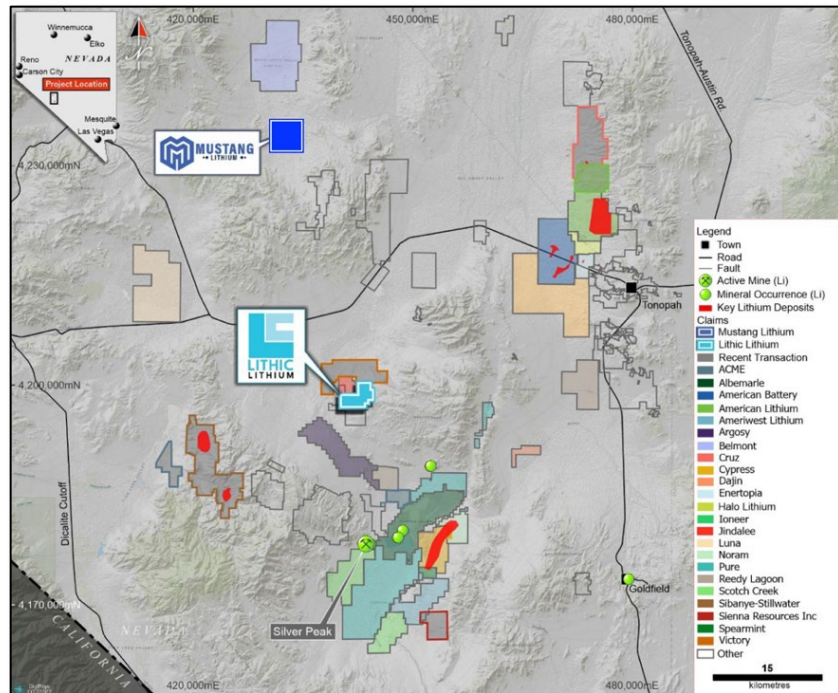 420,000mE
450,000mE
480,000mE
Winnemucca
Elko
NEVADA
Reno
Carson City
Project Location
Mesquite
Las Vegas
MUSTANG
LITHIUM
4,230,000mN
Tonopah-Austin Rd.
Tonopah
LITHIC
LITHIUM
4,200,000mN
Dicalite Cutoff
Silver Peak
Goldfield
4,170,000mN
NEVADA
CALIFORNIA
420,000mE
480,000mE
Legend
Town
Road
Fault
Active Mine (Li)
Mineral Occurrence (Li)
Key Lithium Deposits
Claims
Mustang Lithium
Lithic Lithium
Recent Transaction
ACME
Albemarle
American Battery
American Lithium
Ameriwest Lithium
Argosy
Belmont
Cruz
Cypress
Dajin
Enertopia
Halo Lithium
Ioneer
Jindalee
Luna
Noram
Pure
Reedy Lagoon
Scotch Creek
Sibanye-Stillwater
Sienna Resources Inc
Spearmint
Victory
Other
15
kilometres